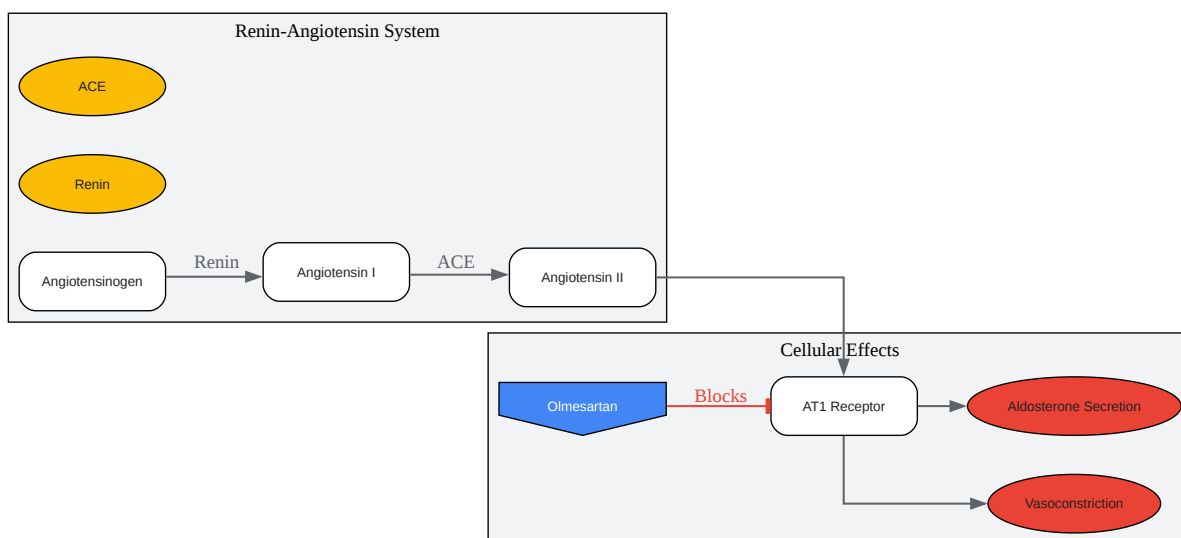 Renin-Angiotensin System
ACE
Renin
Angiotensinogen
Renin
Angiotensin I
ACE
Angiotensin II
Cellular Effects
Olmesartan
Blocks
AT1 Receptor
Aldosterone Secretion
Vasoconstriction